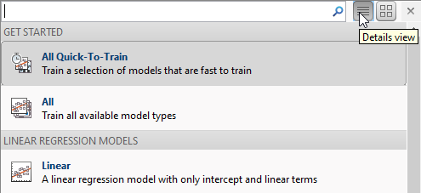 Details view
GET STARTED
All Quick-To-Train
Train a selection of models that are fast to train
All
Train all available model types
LINEAR REGRESSION MODELS
Linear
A linear regression model with only intercept and linear terms